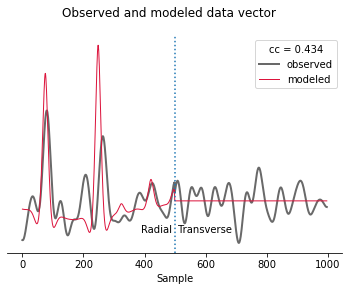 Observed and modeled data vector
cc = 0.434
observed
modeled
Radial Transverse
0 200 400 600 800 1000
Sample